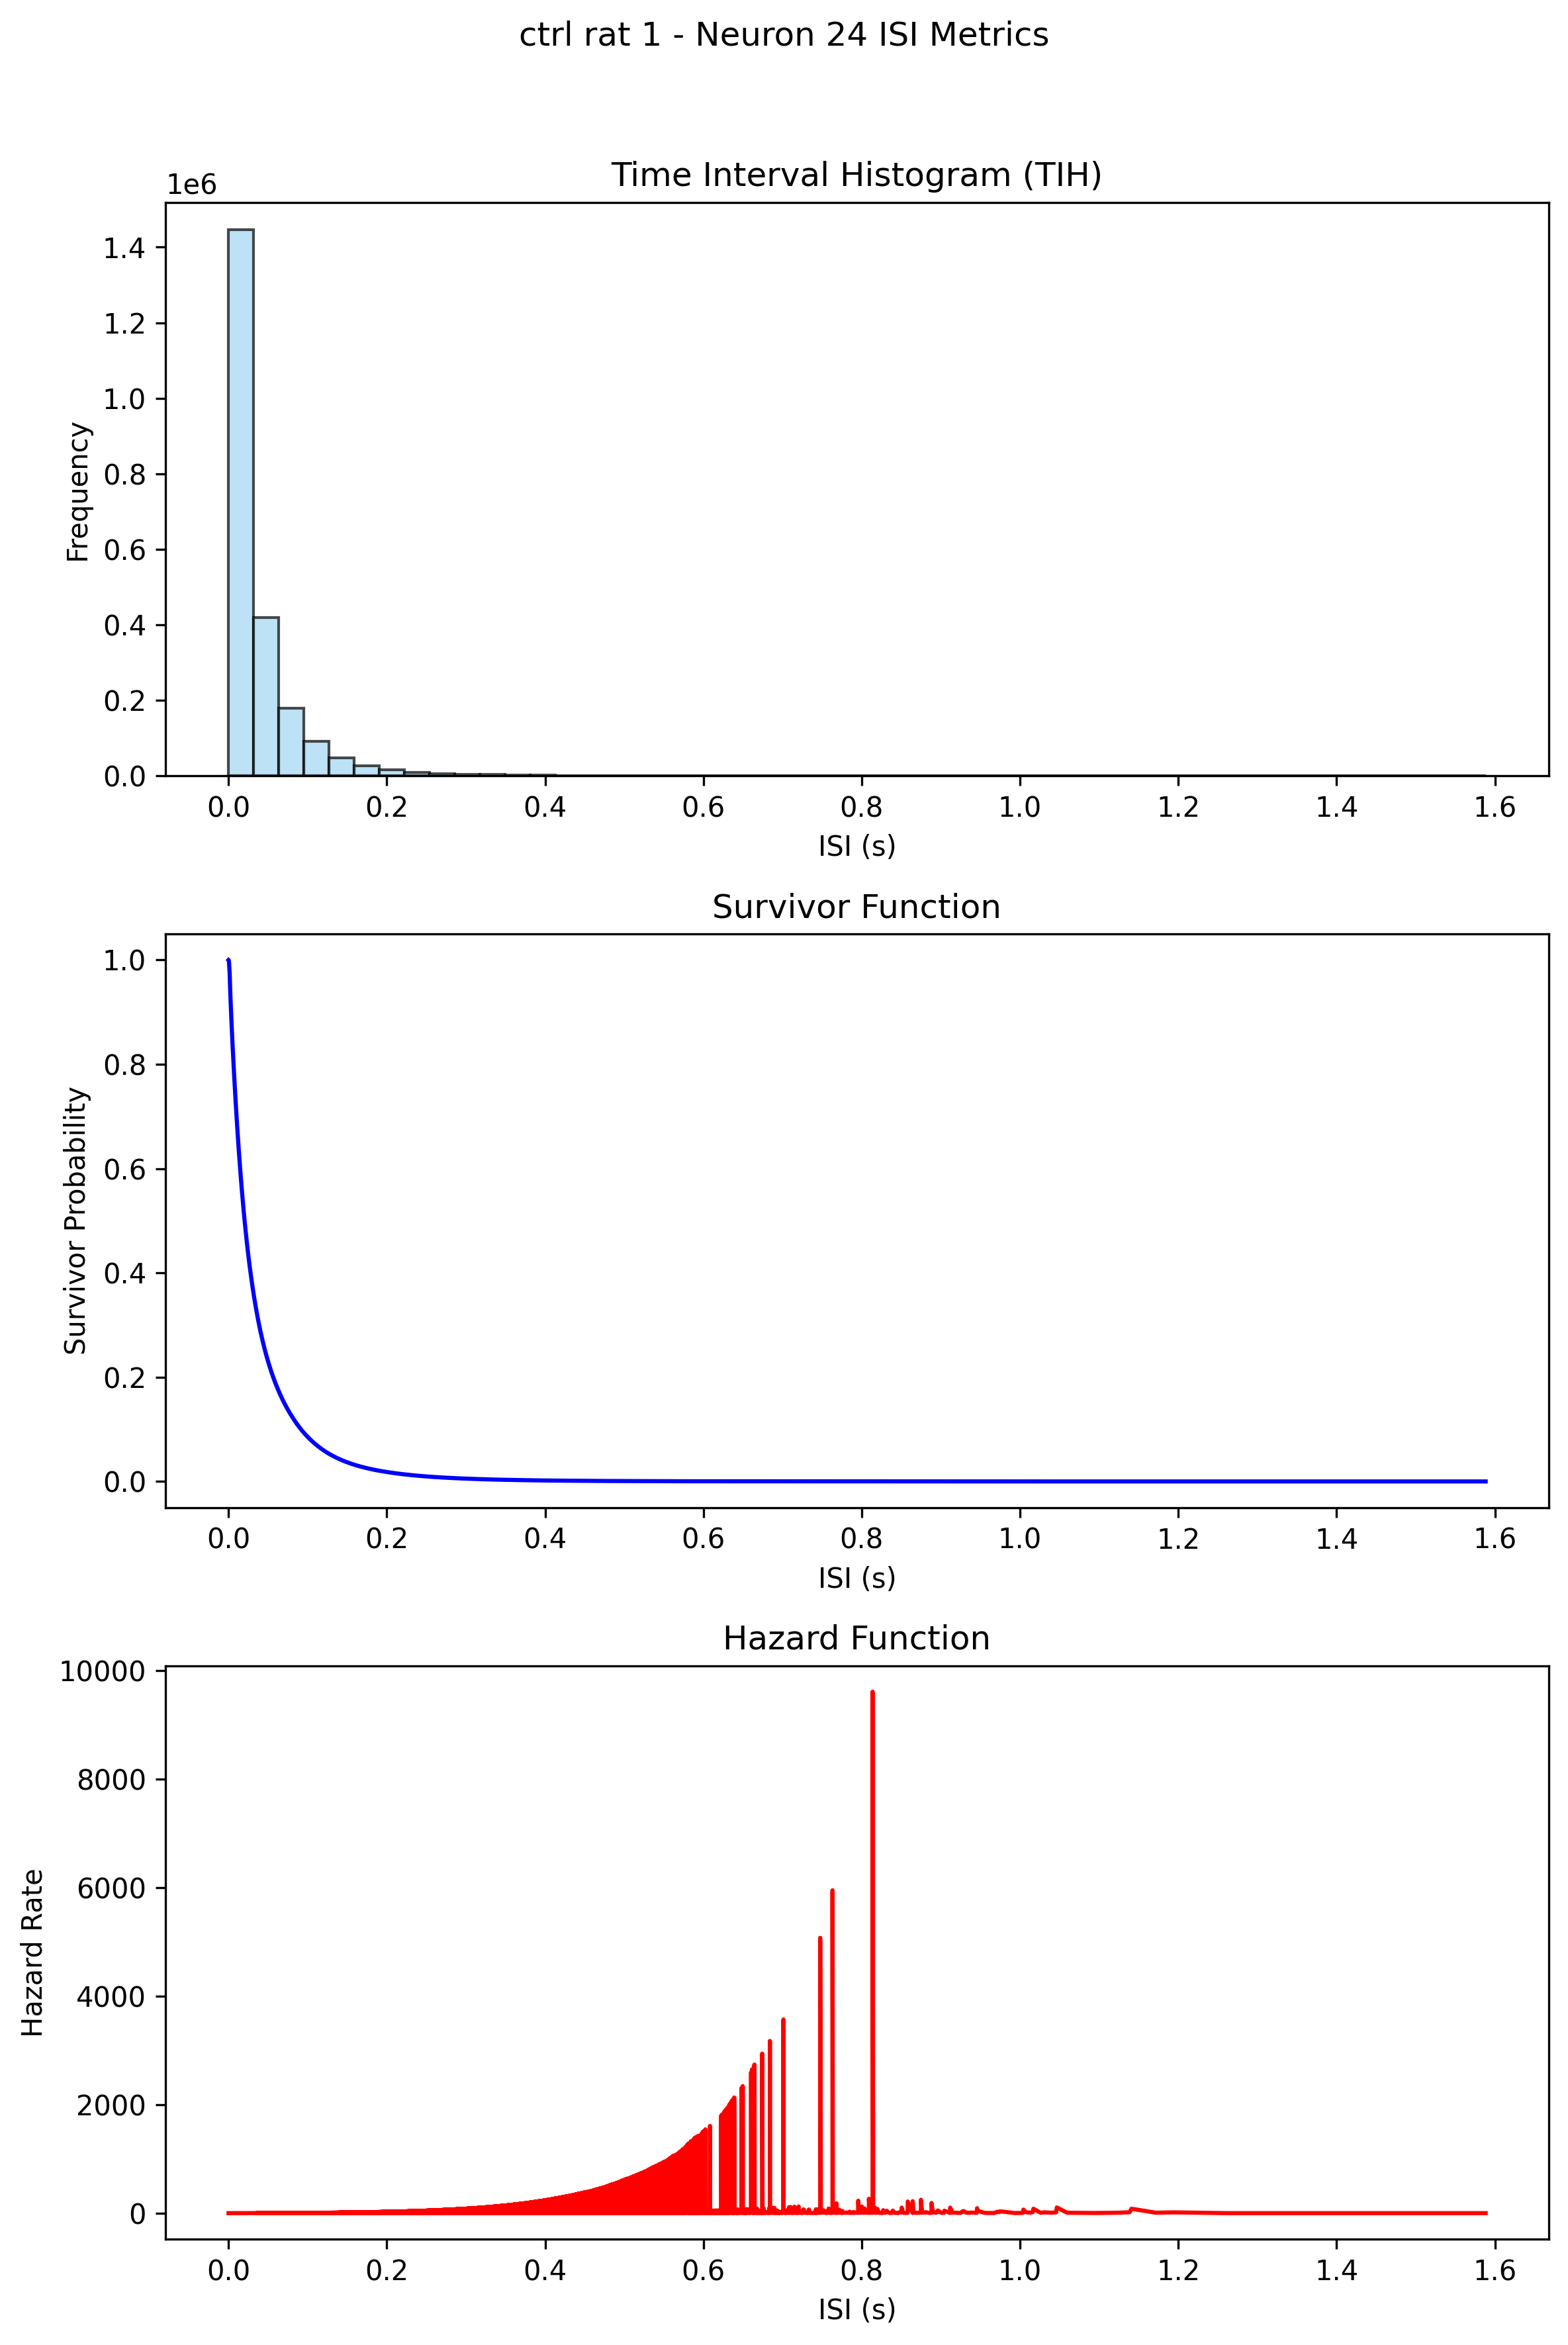 ctrl rat 1 - Neuron 24 ISI Metrics
Time Interval Histogram (TIH)
1e6
1.4
1.2
1.0
0.8
0.6
0.4
0.2
0.0
Frequency
0.0 0.2 0.4 0.6 0.8 1.0 1.2 1.4 1.6
ISI (s)
Survivor Function
1.0
0.8
0.6
0.4
0.2
0.0
Survivor Probability
0.0 0.2 0.4 0.6 0.8 1.0 1.2 1.4 1.6
ISI (s)
Hazard Function
10000
8000
6000
4000
2000
0
Hazard Rate
0.0 0.2 0.4 0.6 0.8 1.0 1.2 1.4 1.6
ISI (s)